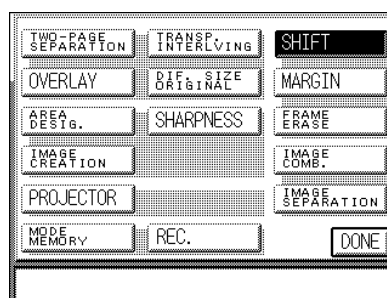 TWO-PAGE
SEPARATION
TRANSP.
INTERLVING
SHIFT
OVERLAY
DIF. SIZE
ORIGINAL
MARGIN
AREA
DESIG.
SHARPNESS
FRAME
ERASE
IMAGE
CREATION
IMAGE
COMB.
PROJECTOR
IMAGE
SEPARATION
MODE
MEMORY
REC.
DONE